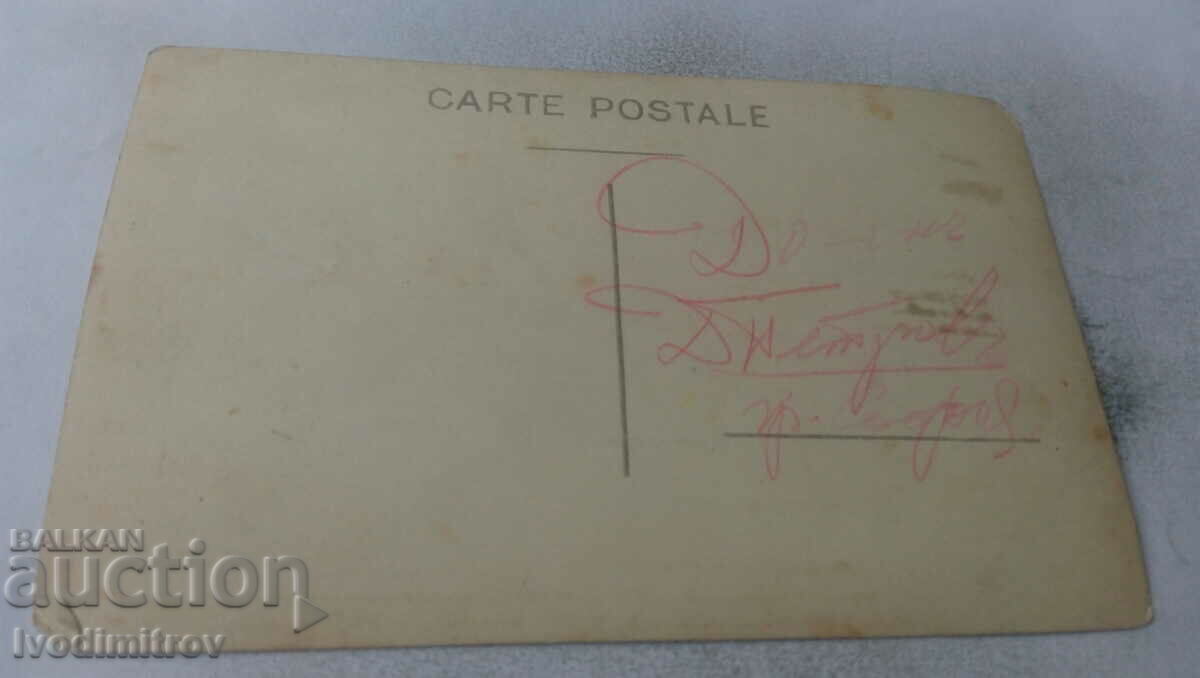 CARTE POSTALE
До
Д Петровъ
гр. София
BALKAN
auction
Ivodimitrov